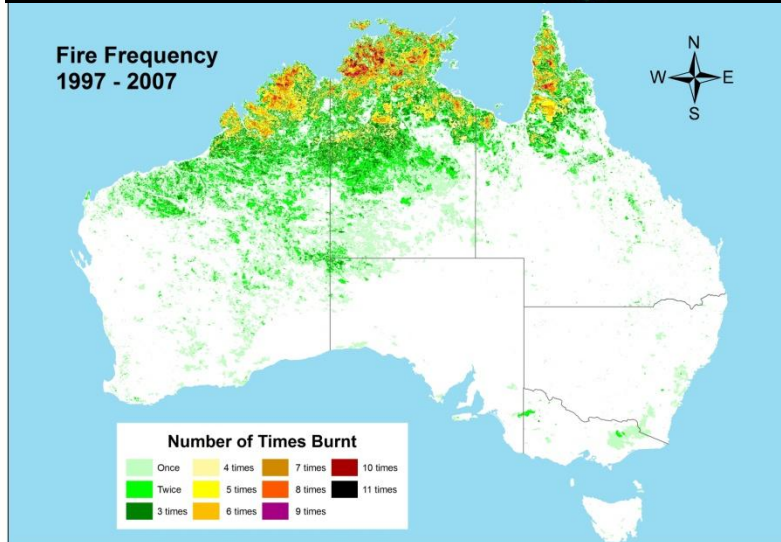 Fire Frequency
1997 - 2007
N
W E
S
Number of Times Burnt
Once 4 times 7 times 10 times
Twice 5 times 8 times 11 times
3 times 6 times 9 times